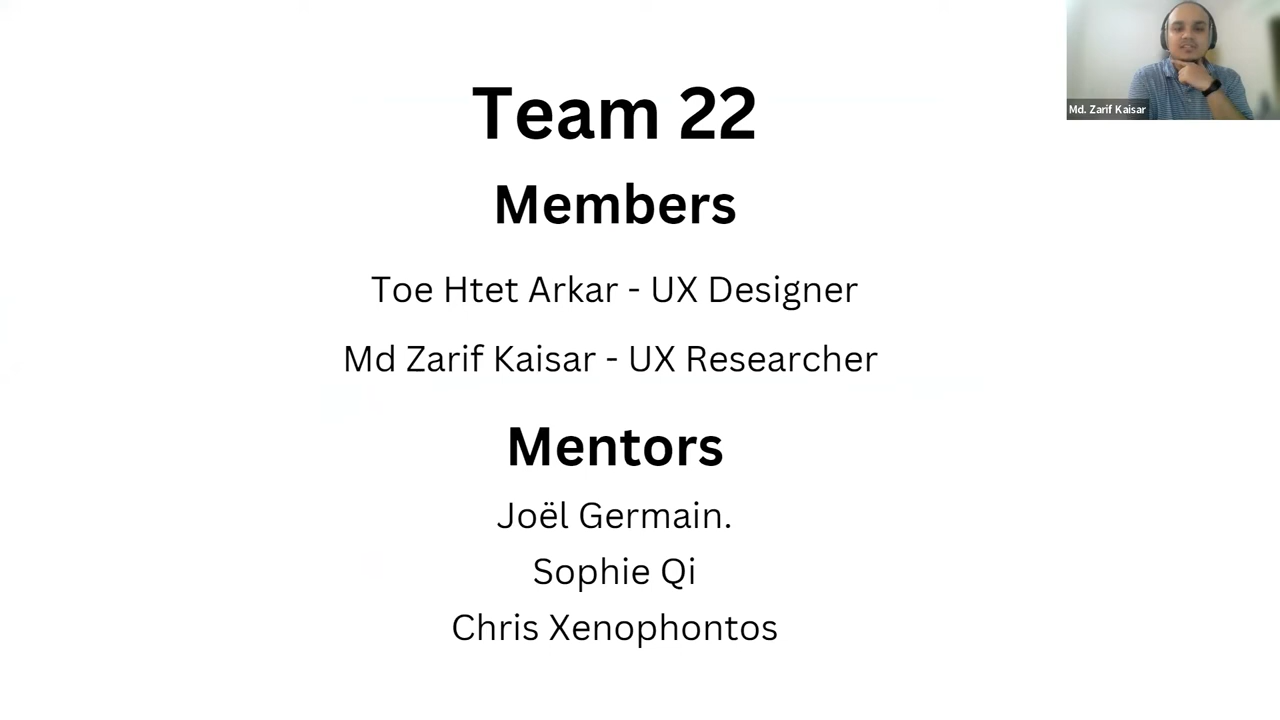 Team 22
Members
Toe Htet Arkar - UX Designer
Md Zarif Kaisar - UX Researcher
Mentors
Joël Germain.
Sophie Qi
Chris Xenophontos
Md. Zarif Kaisar